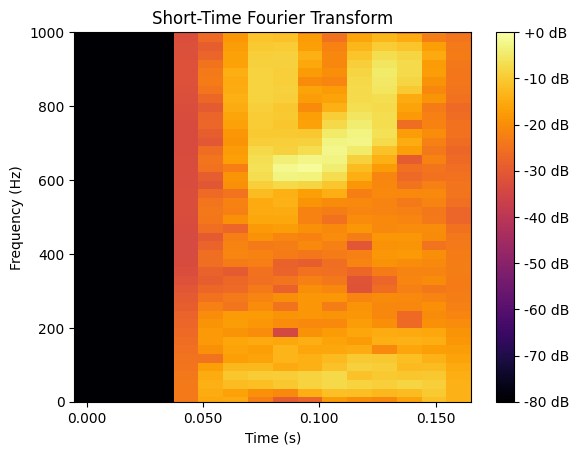 Short-Time Fourier Transform
1000
800
600
400
200
0
Frequency (Hz)
0.000
0.050
0.100
0.150
Time (s)
+0 dB
-10 dB
-20 dB
-30 dB
-40 dB
-50 dB
-60 dB
-70 dB
-80 dB